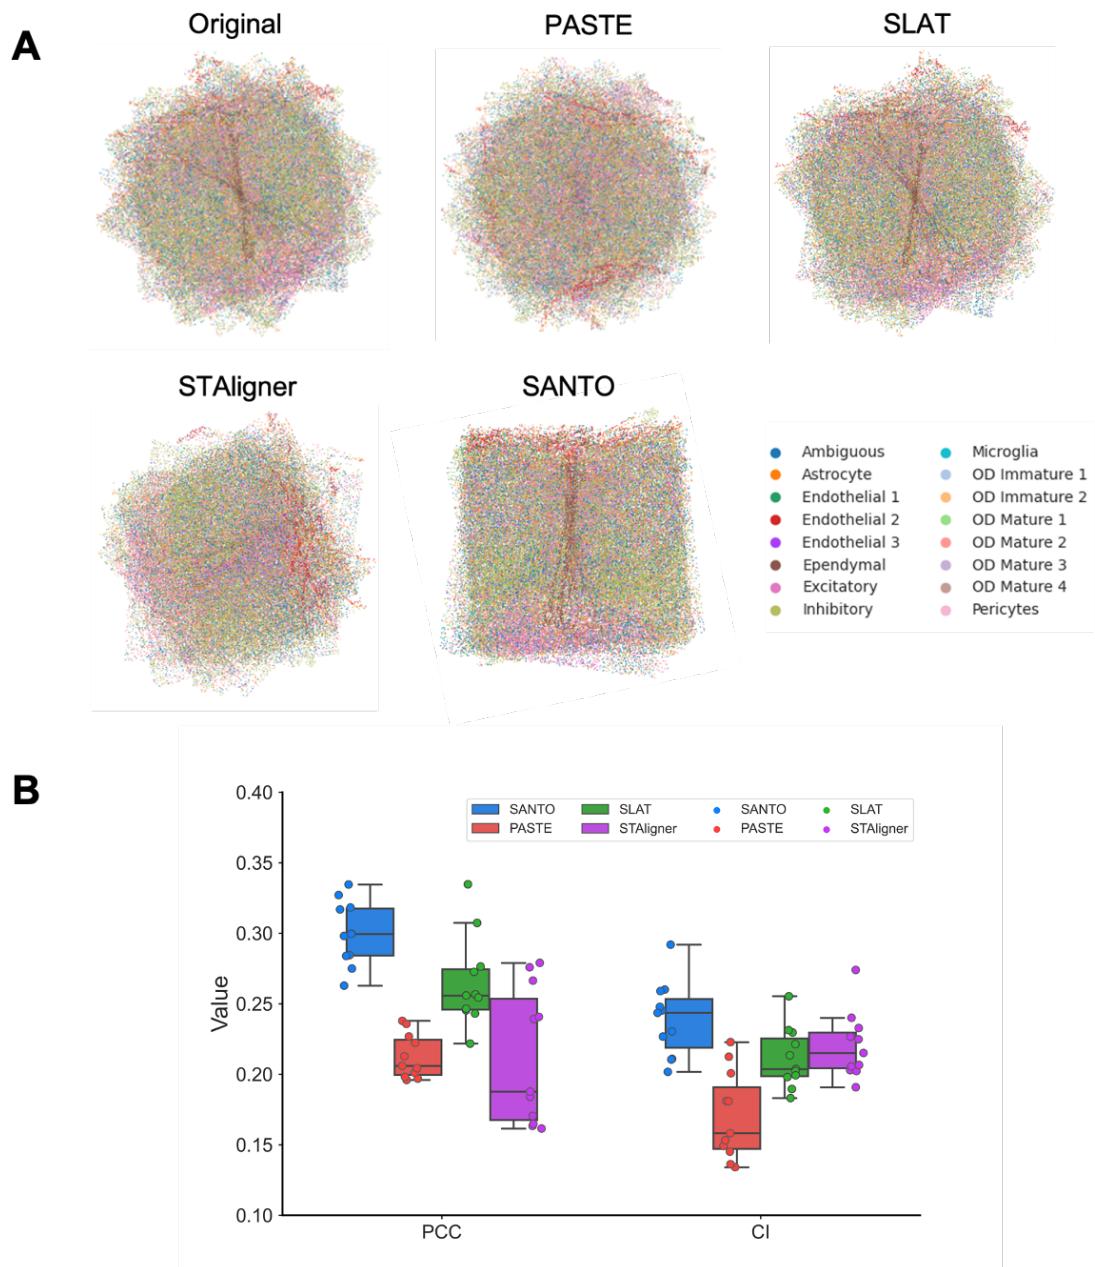 A
Original
PASTE
SLAT
STAligner
SANTO
Ambiguous
Astrocyte
Endothelial 1
Endothelial 2
Endothelial 3
Ependymal
Excitatory
Inhibitory
Microglia
OD Immature 1
OD Immature 2
OD Mature 1
OD Mature 2
OD Mature 3
OD Mature 4
Pericytes
B
SANTO
PASTE
SLAT
STAligner
SANTO
PASTE
SLAT
STAligner
Value
0.40
0.35
0.30
0.25
0.20
0.15
0.10
PCC
CI